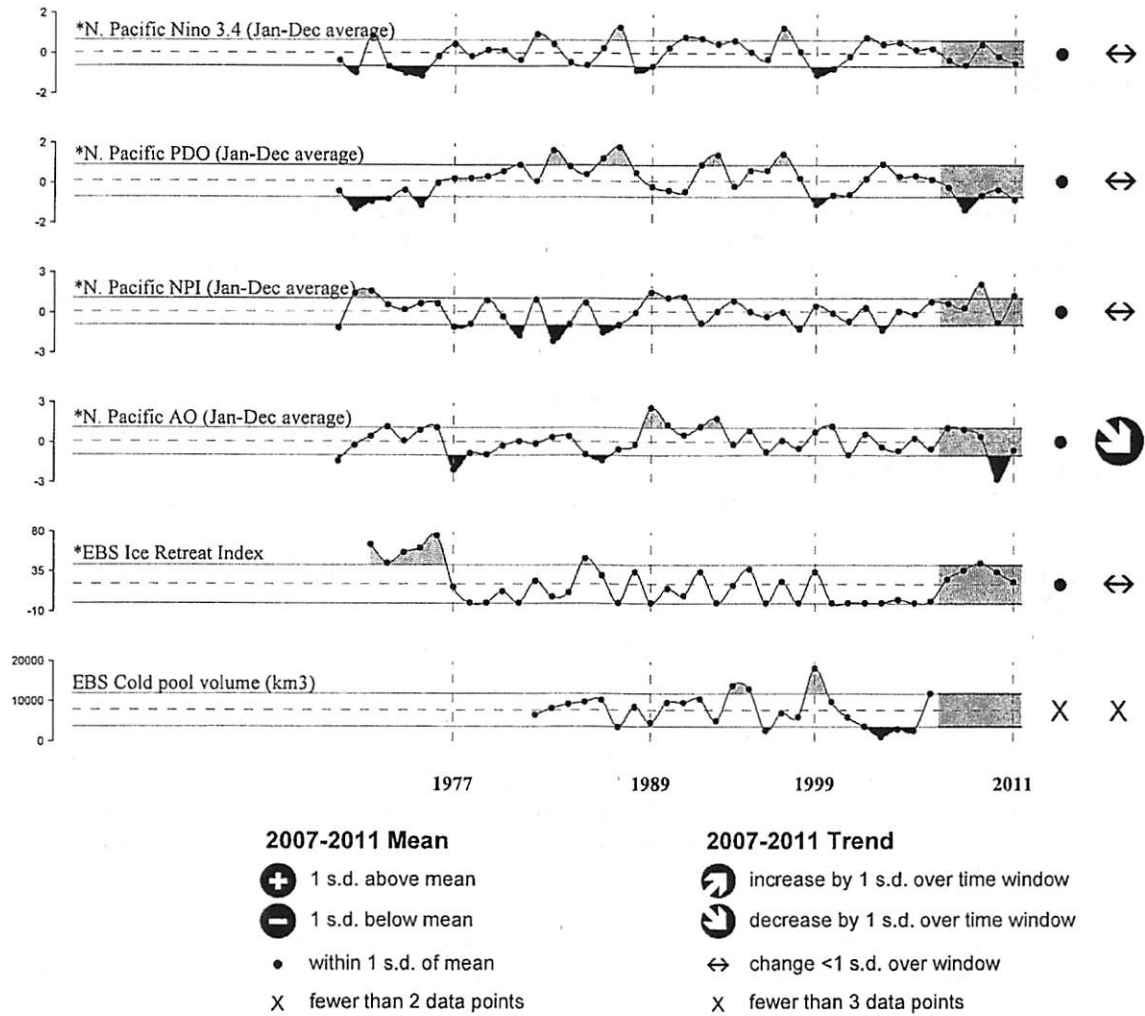 2
*N. Pacific Nino 3.4 (Jan-Dec average)
0
-2
2
*N. Pacific PDO (Jan-Dec average)
0
-2
3
*N. Pacific NPI (Jan-Dec average)
0
-3
3
*N. Pacific AO (Jan-Dec average)
0
-3
80
*EBS Ice Retreat Index
35
-10
20000
EBS Cold pool volume (km3)
10000
0
X X
1977 1989 1999 2011
2007-2011 Mean
1 s.d. above mean
1 s.d. below mean
within 1 s.d. of mean
X fewer than 2 data points
2007-2011 Trend
increase by 1 s.d. over time window
decrease by 1 s.d. over time window
change <1 s.d. over window
X fewer than 3 data points